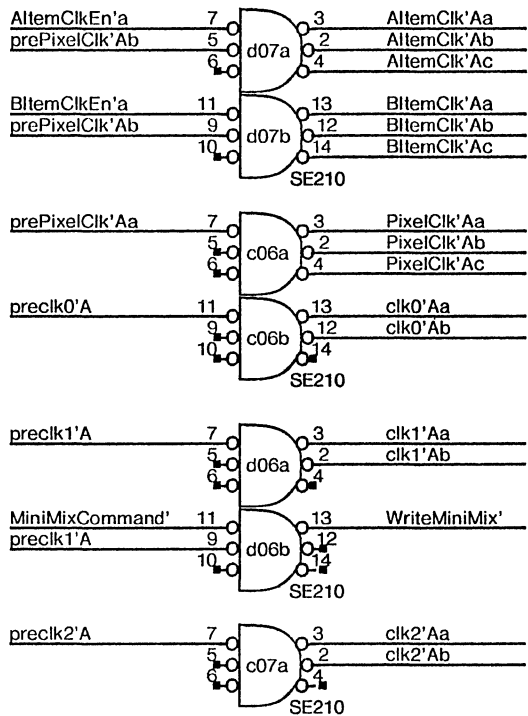 AItemClkEn'a 7 3 AItemClk'Aa
prePixelClk'Ab 5 d07a 2 AItemClk'Ab
6 4 AItemClk'Ac
BItemClkEn'a 11 13 BItemClk'Aa
prePixelClk'Ab 9 d07b 12 BItemClk'Ab
10 14 BItemClk'Ac
SE210
prePixelClk'Aa 7 3 PixelClk'Aa
5 c06a 2 PixelClk'Ab
6 4 PixelClk'Ac
preclk0'A 11 13 clk0'Aa
9 c06b 12 clk0'Ab
10 14
SE210
preclk1'A 7 3 clk1'Aa
5 d06a 2 clk1'Ab
6 4
MiniMixCommand' 11 13 WriteMiniMix'
preclk1'A 9 d06b 12
10 14
SE210
preclk2'A 7 3 clk2'Aa
5 c07a 2 clk2'Ab
6 4
SE210